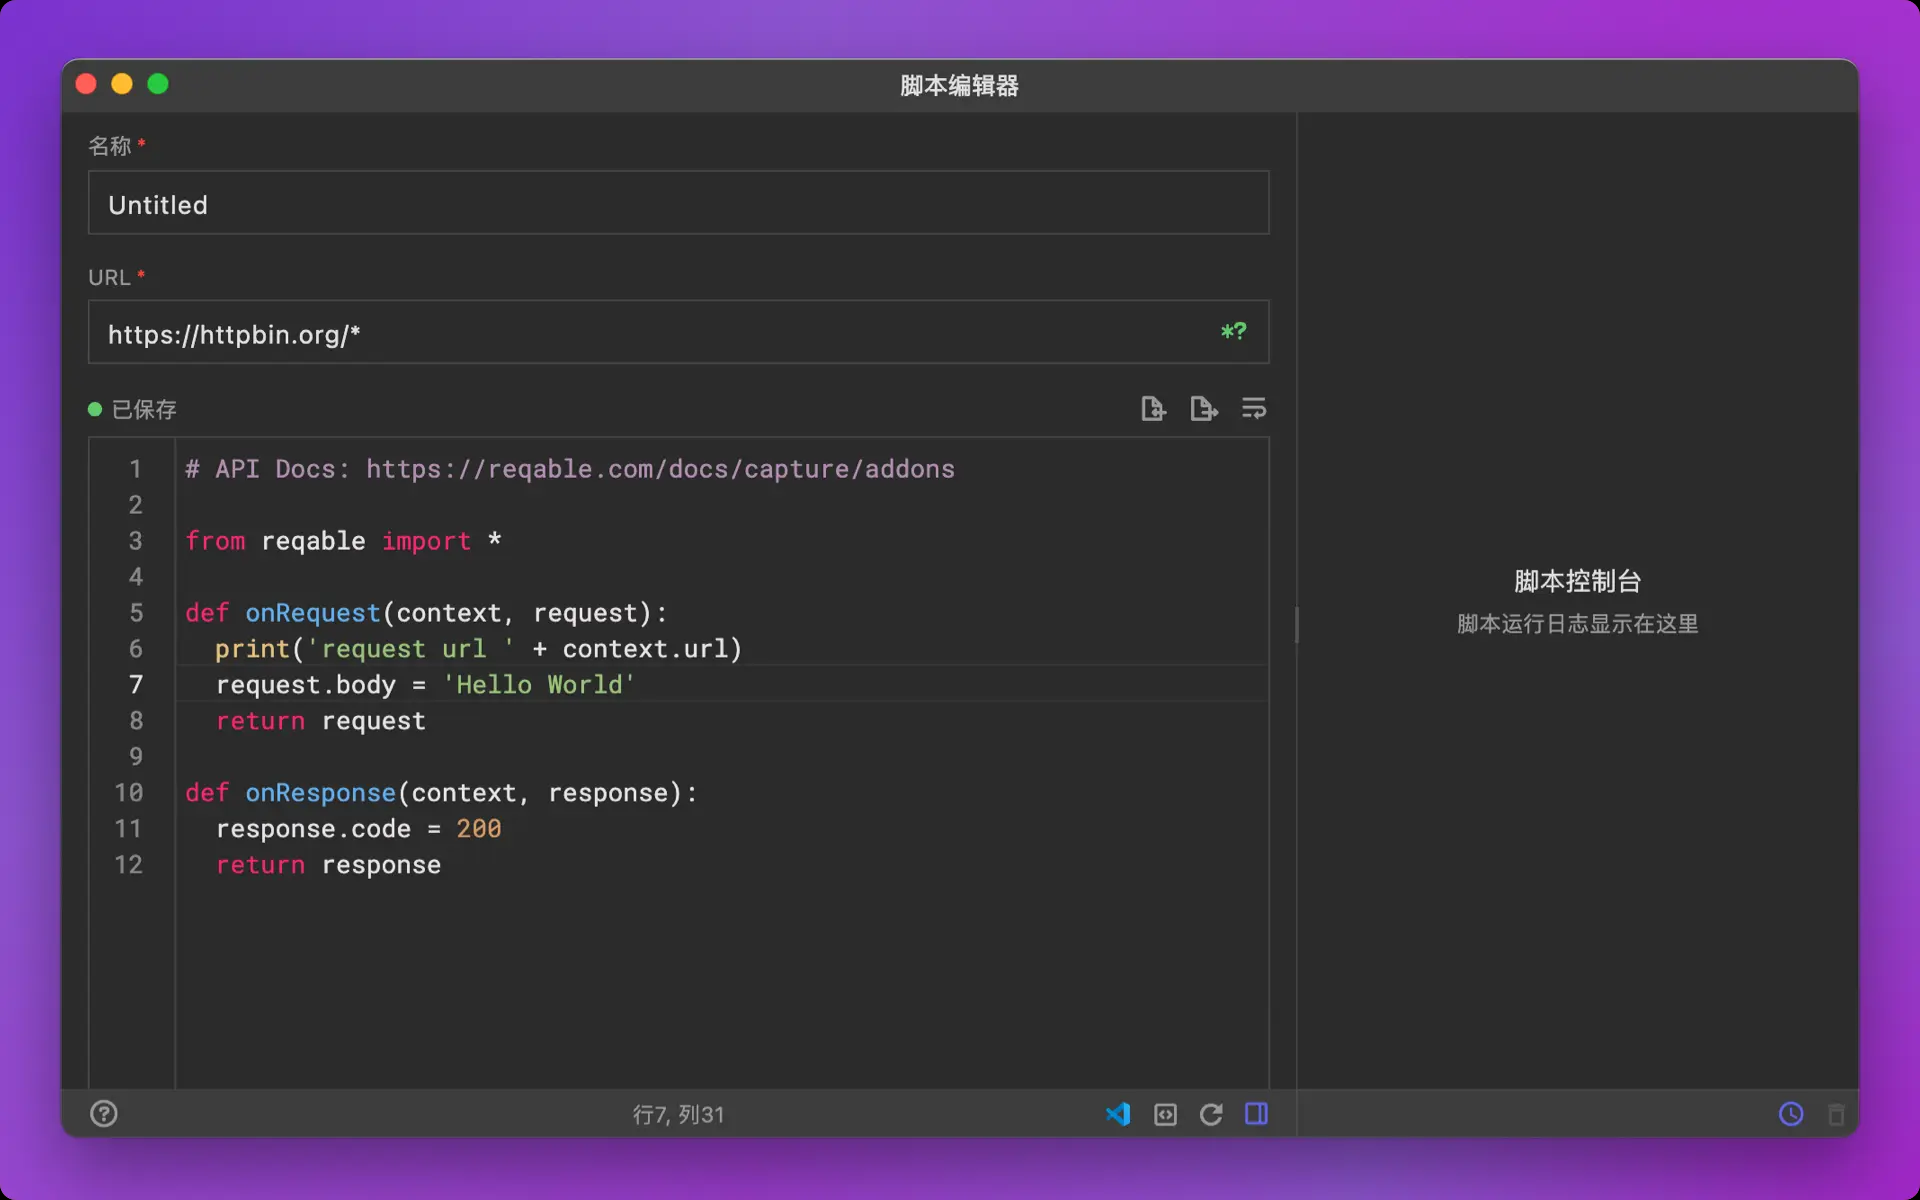 脚本编辑器
名称 *
Untitled
URL *
https://httpbin.org/*
*?
已保存
1 # API Docs: https://reqable.com/docs/capture/addons
2
3 from reqable import *
4
5 def onRequest(context, request):
6   print('request url ' + context.url)
7   request.body = 'Hello World'
8   return request
9
10 def onResponse(context, response):
11   response.code = 200
12   return response
脚本控制台
脚本运行日志显示在这里
行7, 列31